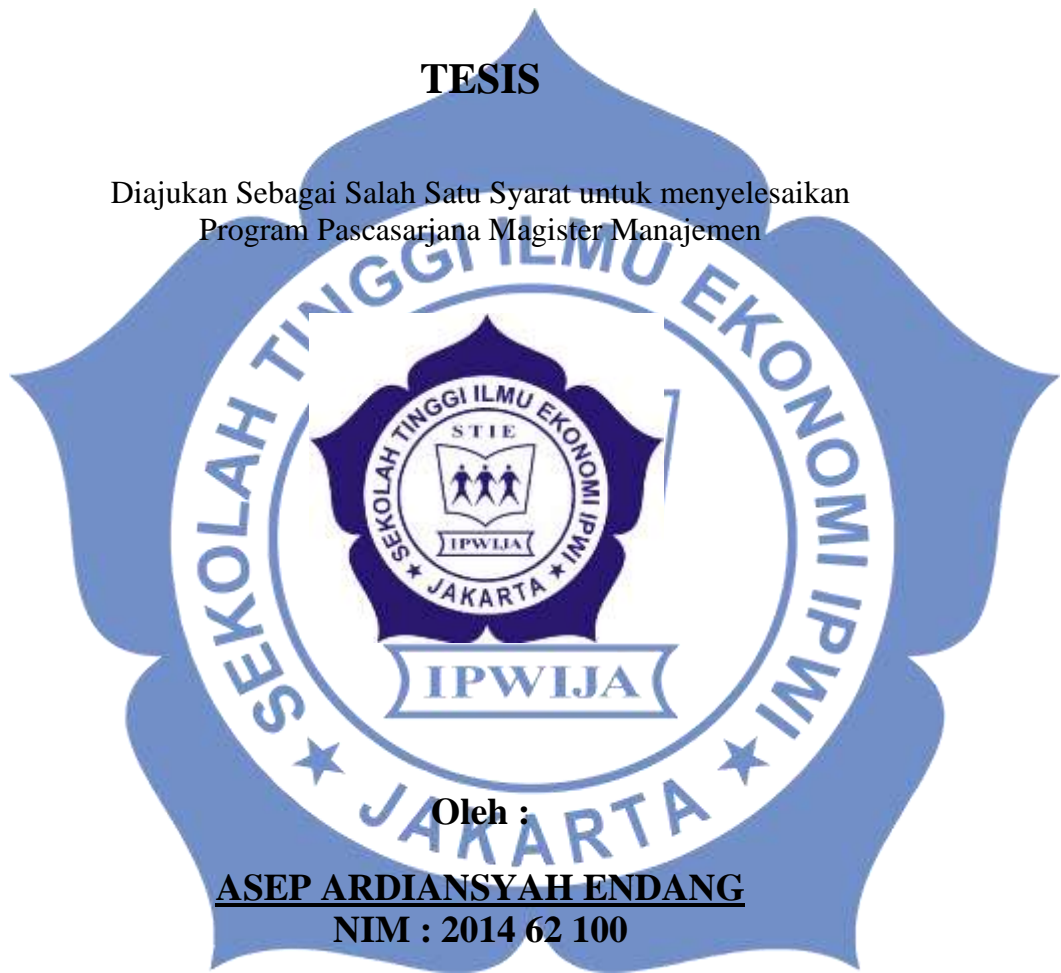 TESIS
Diajukan Sebagai Salah Satu Syarat untuk menyelesaikan
Program Pascasarjana Magister Manajemen
SEKOLAH TINGGI ILMU EKONOMI IPWI
JAKARTA
IPWIJA
SEKOLAH TINGGI ILMU EKONOMI IPWI
STIE
IPWIJA
JAKARTA
Oleh :
ASEP ARDIANSYAH ENDANG
NIM : 2014 62 100